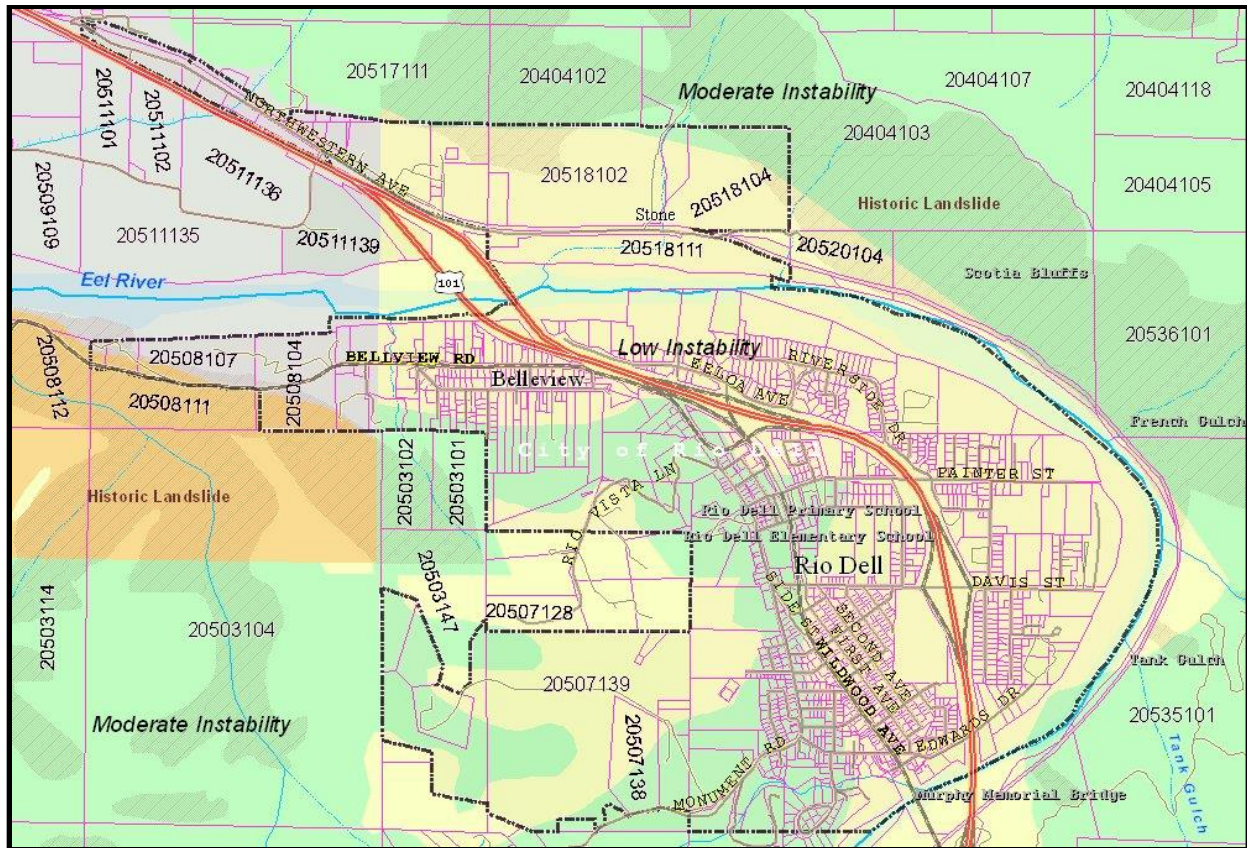 20517111
20404102
Moderate Instability
20404107
20404118
20511101
20511102
NORTHWESTERN AVE
20404103
20511136
20518102
20518104
20404105
20509109
Historic Landslide
Stone
20511135
20511139
20518111
20520104
Eel River
101
Scotia Bluffs
20508112
20508107
20508104
BELLVIEW RD
Low Instability
RIVERSIDE DR
20536101
EELOA AVE
Belleview
20508111
French Gulch
City of Rio Dell
20503102
20503101
PAINTER ST
Historic Landslide
RIO VISTA LN
Rio Dell Primary School
Rio Dell Elementary School
Rio Dell
20503114
20503147
DAVIS ST
20507128
SIDE ST
SECOND AVE
FIRST AVE
20503104
WILDWOOD AVE
Tank Gulch
20507139
EDWARDS DR
Moderate Instability
20507138
20535101
MONUMENT RD
Tank Gulch
Murphy Memorial Bridge